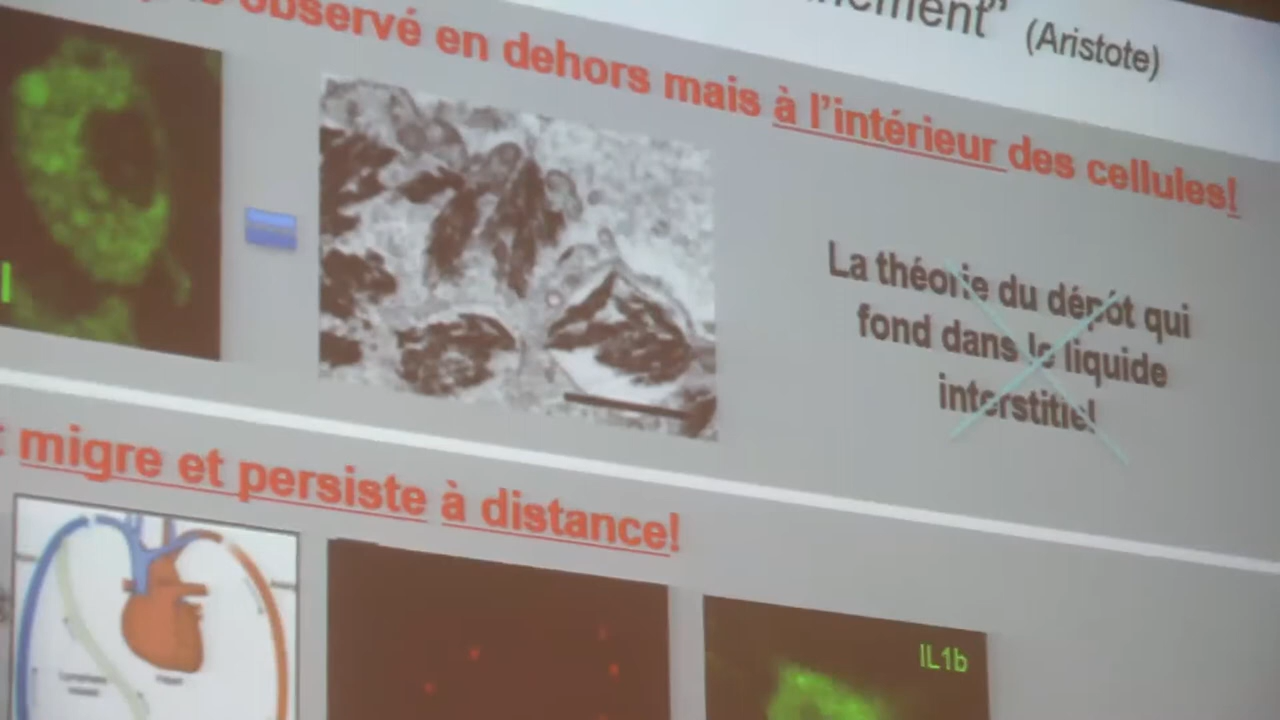 (Aristote)
observé en dehors mais à l'intérieur des cellules!
La théorie du dépôt qui
fond dans le liquide
interstitiel
migre et persiste à distance!
IL1b